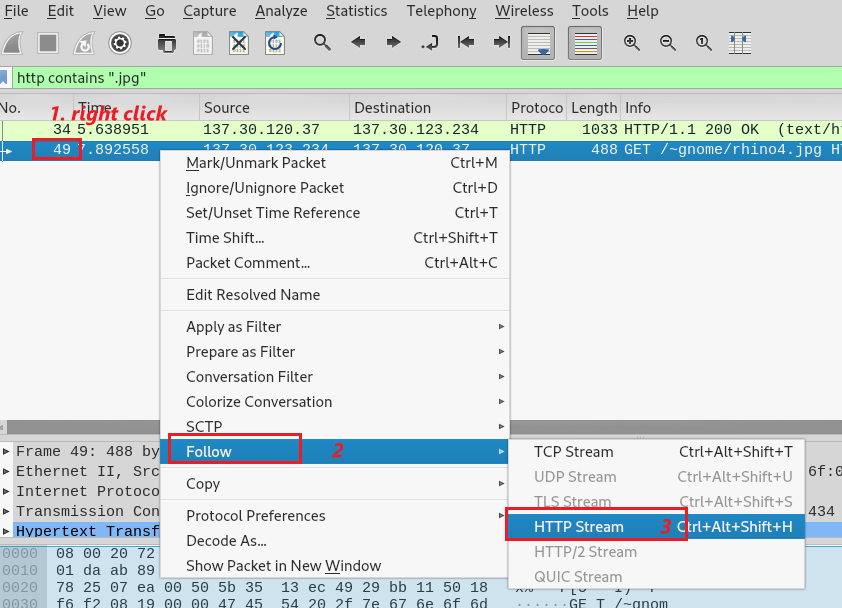 File Edit View Go Capture Analyze Statistics Telephony Wireless Tools Help
http contains ".jpg"
No. Time Source Destination Protoco Length Info
1. right click
34 5.638951 137.30.120.37 137.30.123.234 HTTP 1033 HTTP/1.1 200 OK (text/ht
49 7.892558 137.30.123.234 137.30.120.37 HTTP 488 GET /~gnome/rhino4.jpg H
Mark/Unmark Packet Ctrl+M
Ignore/Unignore Packet Ctrl+D
Set/Unset Time Reference Ctrl+T
Time Shift... Ctrl+Shift+T
Packet Comment... Ctrl+Alt+C
Edit Resolved Name
Apply as Filter
Prepare as Filter
Conversation Filter
Colorize Conversation
SCTP
Follow 2
Copy
Protocol Preferences
Decode As...
Show Packet in New Window
TCP Stream Ctrl+Alt+Shift+T
UDP Stream Ctrl+Alt+Shift+U
TLS Stream Ctrl+Alt+Shift+S
HTTP Stream 3 Ctrl+Alt+Shift+H
HTTP/2 Stream
QUIC Stream
Frame 49: 488 by
Ethernet II, Src 6f:0
Internet Protoco
Transmission Con 434
Hypertext Transf
0000 08 00 20 72
0010 01 da ab 89
0020 78 25 07 ea 00 50 5b 35 13 ec 49 29 bb 11 50 18
0030 f6 f2 08 19 00 00 47 45 54 20 2f 7e 67 6e 6f 6d ······GE T /~gnom